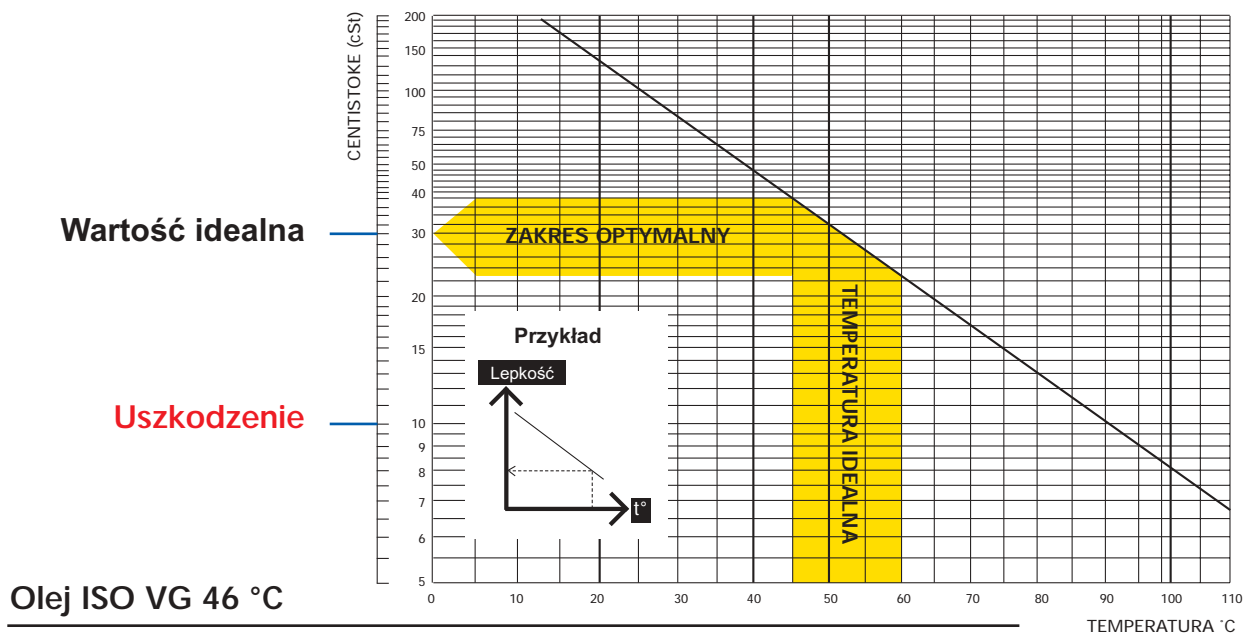 CENTISTOKE (cSt)
200
150
100
75
50
40
30
20
15
10
9
8
7
6
5
Wartość idealna
Uszkodzenie
ZAKRES OPTYMALNY
TEMPERATURA IDEALNA
Przykład
Lepkość
t°
0 10 20 30 40 50 60 70 80 90 100 110
Olej ISO VG 46 °C
TEMPERATURA °C